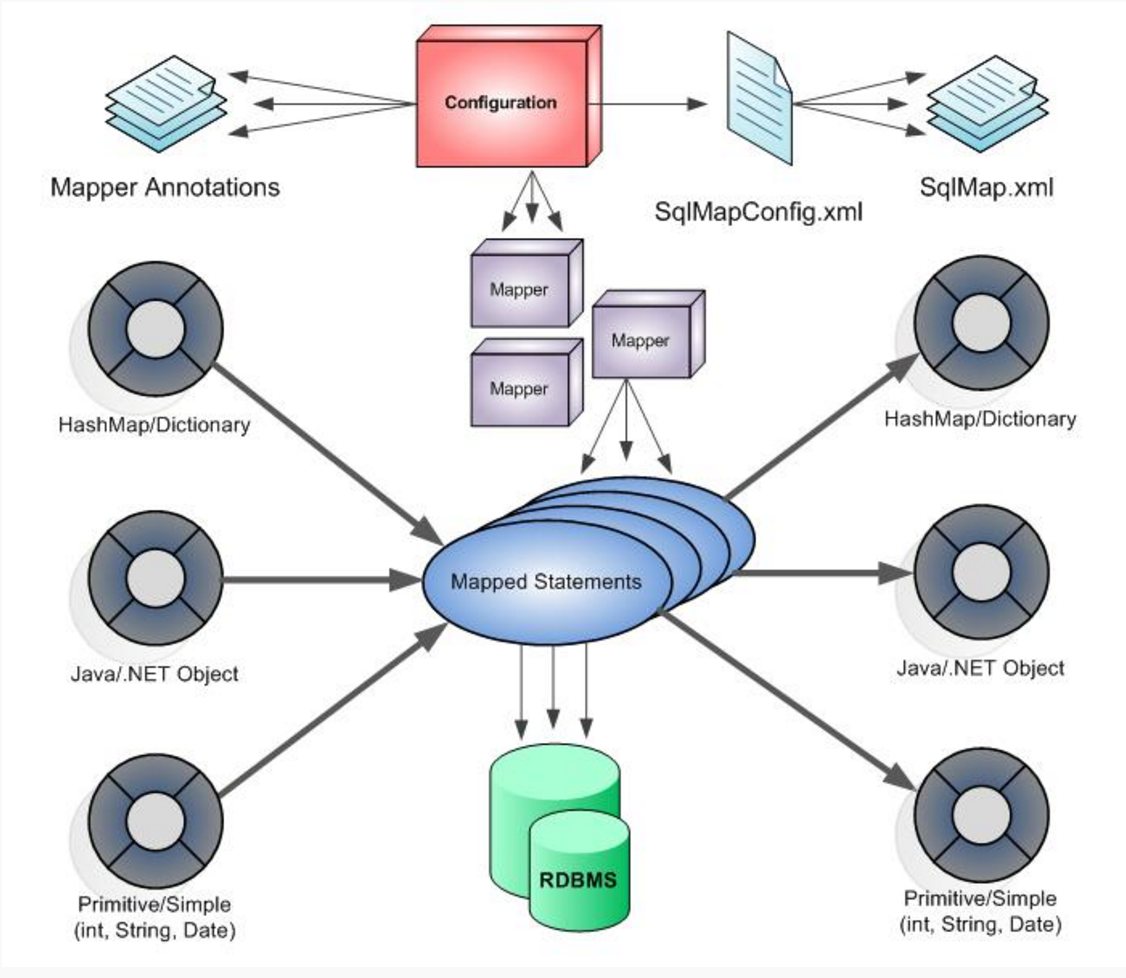 Configuration
Mapper Annotations
SqlMapConfig.xml
SqlMap.xml
Mapper
Mapper
Mapper
HashMap/Dictionary
HashMap/Dictionary
Mapped Statements
Java/.NET Object
Java/.NET Object
RDBMS
Primitive/Simple
(int, String, Date)
Primitive/Simple
(int, String, Date)